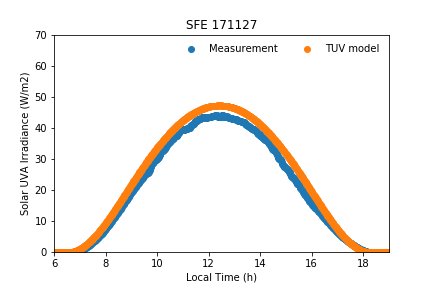 SFE 171127
Measurement TUV model
Solar UVA Irradiance (W/m2)
70
60
50
40
30
20
10
0
6 8 10 12 14 16 18
Local Time (h)